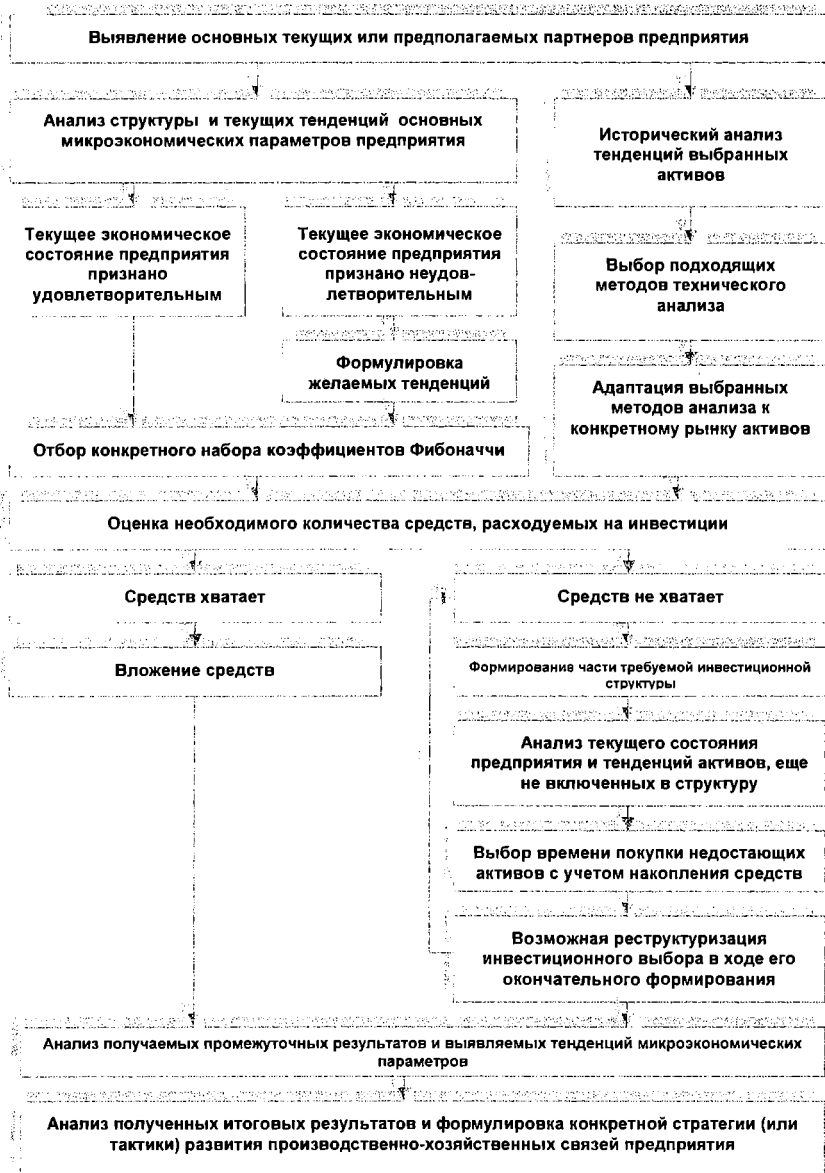 Выявление основных текущих или предполагаемых партнеров предприятия
Анализ структуры и текущих тенденций основных
микроэкономических параметров предприятия
Исторический анализ
тенденций выбранных
активов
Текущее экономическое
состояние предприятия
признано
удовлетворительным
Текущее экономическое
состояние предприятия
признано неудов-
летворительным
Выбор подходящих
методов технического
анализа
Формулировка
желаемых тенденций
Адаптация выбранных
методов анализа к
конкретному рынку активов
Отбор конкретного набора коэффициентов Фибоначчи
Оценка необходимого количества средств, расходуемых на инвестиции
Средств хватает
Вложение средств
Средств не хватает
Формирование части требуемой инвестиционной
структуры
Анализ текущего состояния
предприятия и тенденций активов, еще
не включенных в структуру
Выбор времени покупки недостающих
активов с учетом накопления средств
Возможная реструктуризация
инвестиционного выбора в ходе его
окончательного формирования
Анализ получаемых промежуточных результатов и выявляемых тенденций микроэкономических
параметров
Анализ полученных итоговых результатов и формулировка конкретной стратегии (или
тактики) развития производственно-хозяйственных связей предприятия